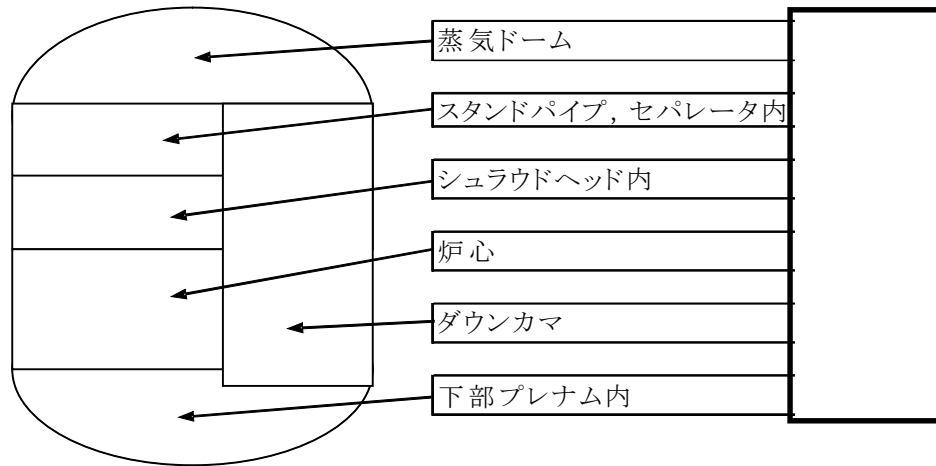 蒸気ドーム
スタンドパイプ, セパレータ内
シュラウドヘッド内
炉心
ダウンカマ
下部プレナム内